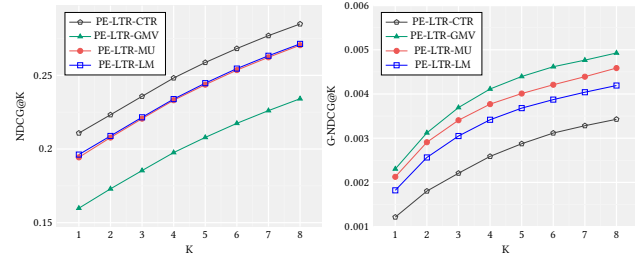 PE-LTR-CTR
PE-LTR-GMV
PE-LTR-MU
PE-LTR-LM
0.25
0.2
0.15
NDCG@K
1 2 3 4 5 6 7 8
K
PE-LTR-CTR
PE-LTR-GMV
PE-LTR-MU
PE-LTR-LM
0.006
0.005
0.004
0.003
0.002
0.001
G-NDCG@K
1 2 3 4 5 6 7 8
K